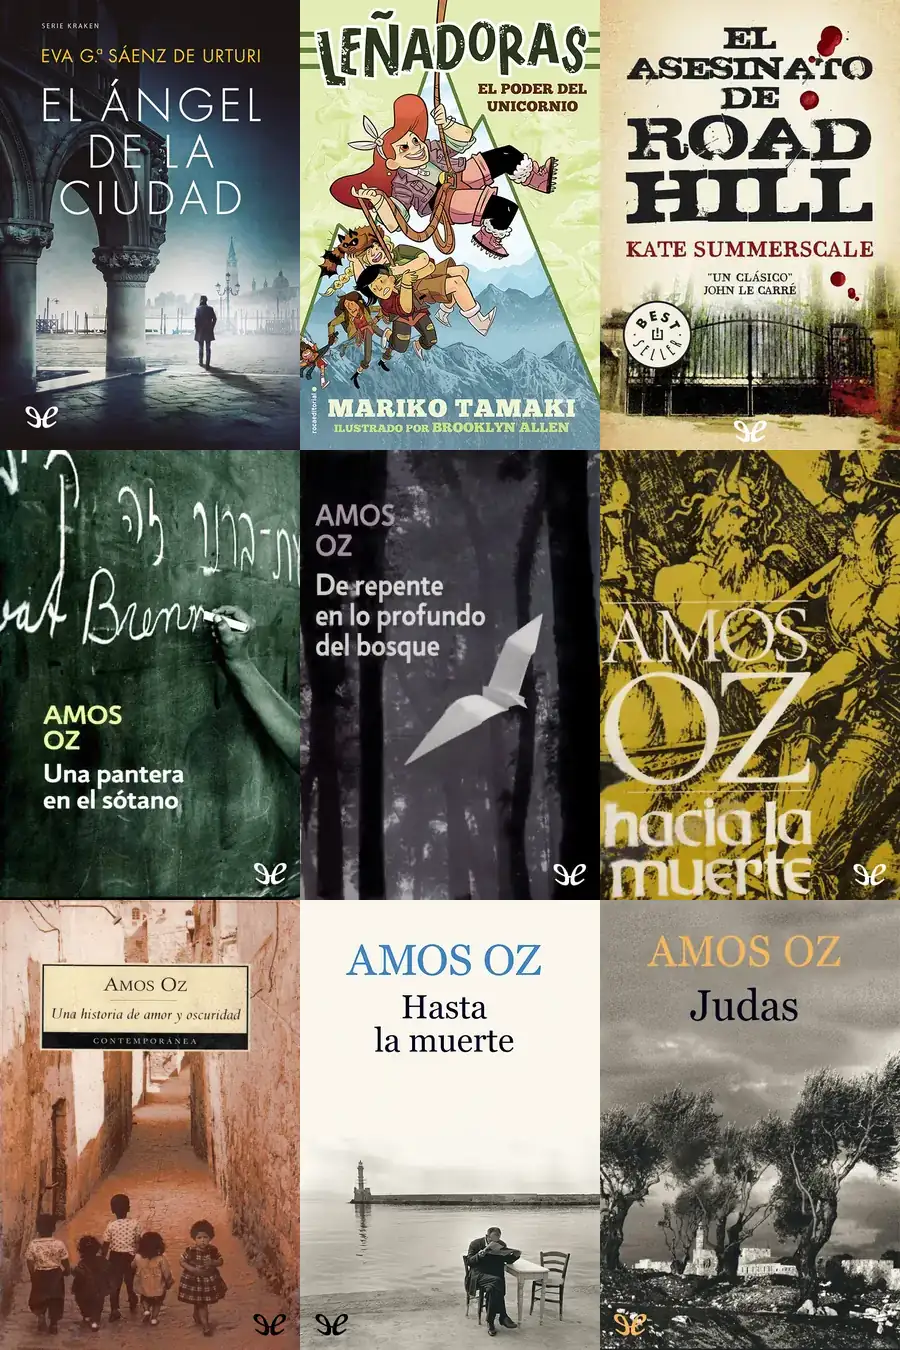 SERIE KRAKEN
EVA G.ª SÁENZ DE URTURI
EL ÁNGEL
DE LA
CIUDAD
LEÑADORAS
EL PODER DEL
UNICORNIO
rocaeditorial
MARIKO TAMAKI
ILUSTRADO POR BROOKLYN ALLEN
EL
ASESINATO
DE
ROAD
HILL
KATE SUMMERSCALE
"UN CLÁSICO"
JOHN LE CARRÉ
BEST
SELLER
Brenn
AMOS
OZ
Una pantera
en el sótano
AMOS
OZ
De repente
en lo profundo
del bosque
AMOS
OZ
hacia la
muerte
AMOS OZ
Una historia de amor y oscuridad
CONTEMPORÁNEA
AMOS OZ
Hasta
la muerte
AMOS OZ
Judas